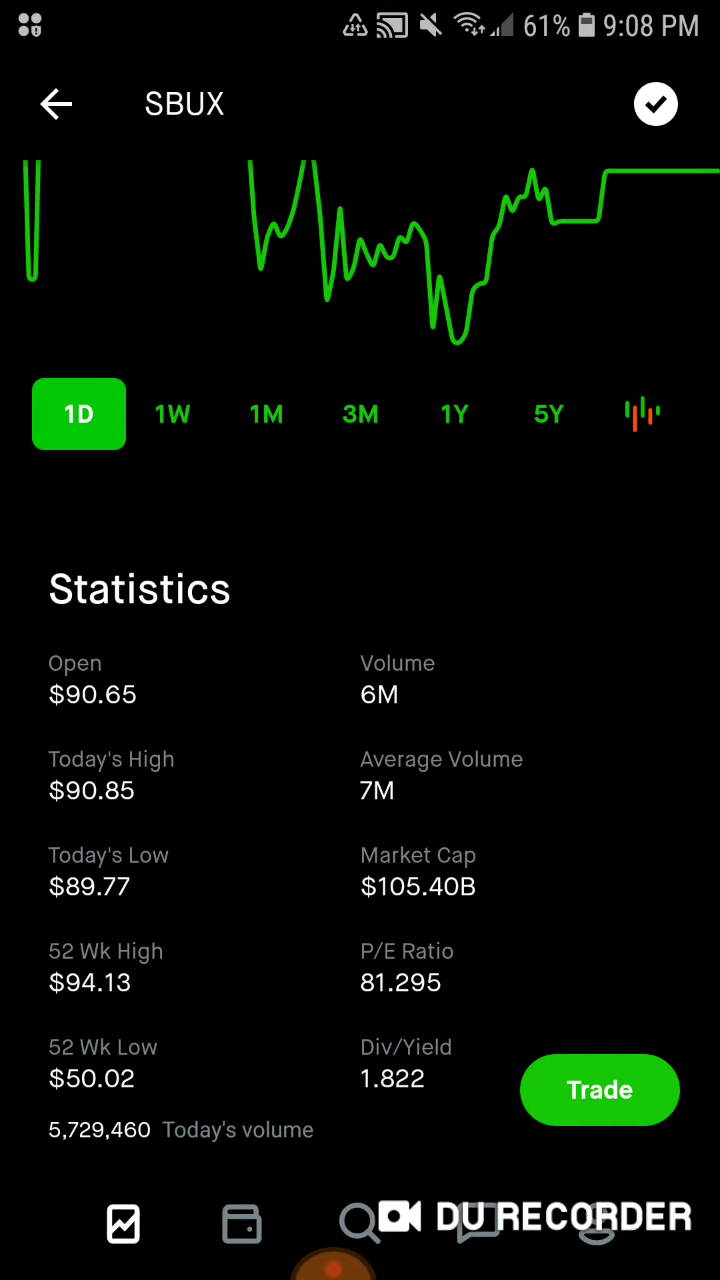 61% 9:08 PM
SBUX
1D 1W 1M 3M 1Y 5Y
Statistics
Open Volume
$90.65 6M
Today's High Average Volume
$90.85 7M
Today's Low Market Cap
$89.77 $105.40B
52 Wk High P/E Ratio
$94.13 81.295
52 Wk Low Div/Yield
$50.02 1.822
Trade
5,729,460 Today's volume
DU RECORDER